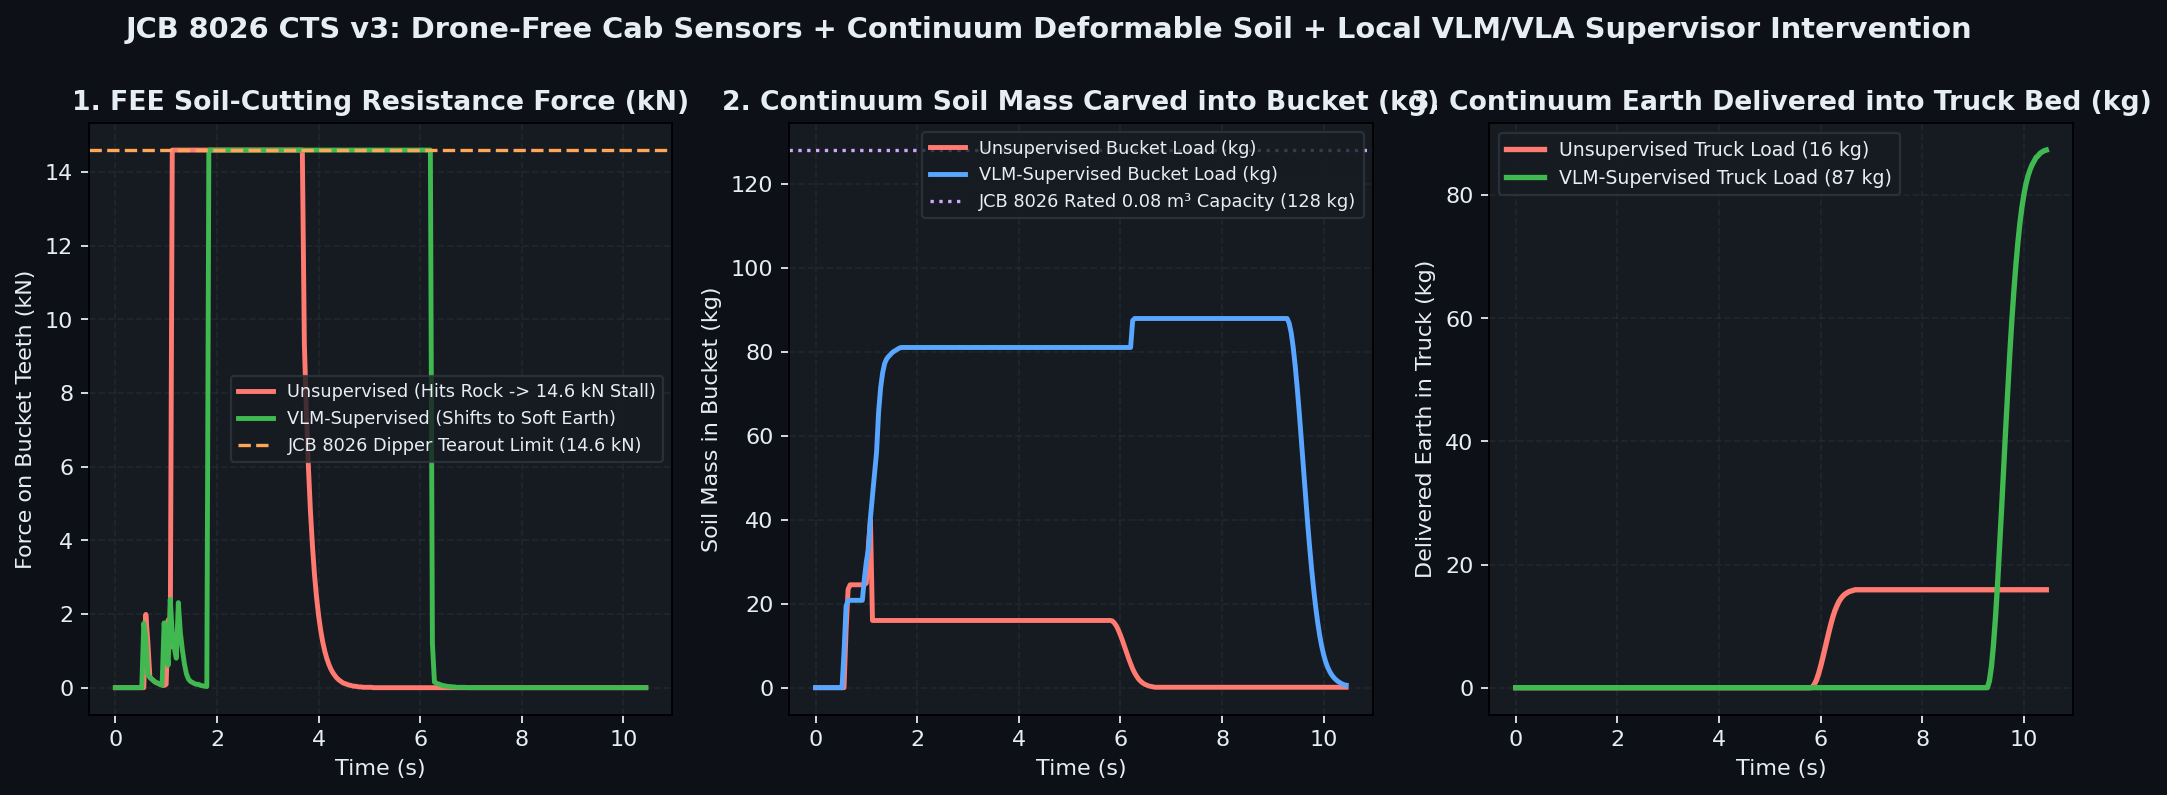 JCB 8026 CTS v3: Drone-Free Cab Sensors + Continuum Deformable Soil + Local VLM/VLA Supervisor Intervention
1. FEE Soil-Cutting Resistance Force (kN)
Force on Bucket Teeth (kN)
14
12
10
8
6
4
2
0
Unsupervised (Hits Rock -> 14.6 kN Stall)
VLM-Supervised (Shifts to Soft Earth)
JCB 8026 Dipper Tearout Limit (14.6 kN)
0 2 4 6 8 10
Time (s)
2. Continuum Soil Mass Carved into Bucket (kg)
Soil Mass in Bucket (kg)
120
100
80
60
40
20
0
Unsupervised Bucket Load (kg)
VLM-Supervised Bucket Load (kg)
JCB 8026 Rated 0.08 m³ Capacity (128 kg)
0 2 4 6 8 10
Time (s)
3. Continuum Earth Delivered into Truck Bed (kg)
Delivered Earth in Truck (kg)
80
60
40
20
0
Unsupervised Truck Load (16 kg)
VLM-Supervised Truck Load (87 kg)
0 2 4 6 8 10
Time (s)